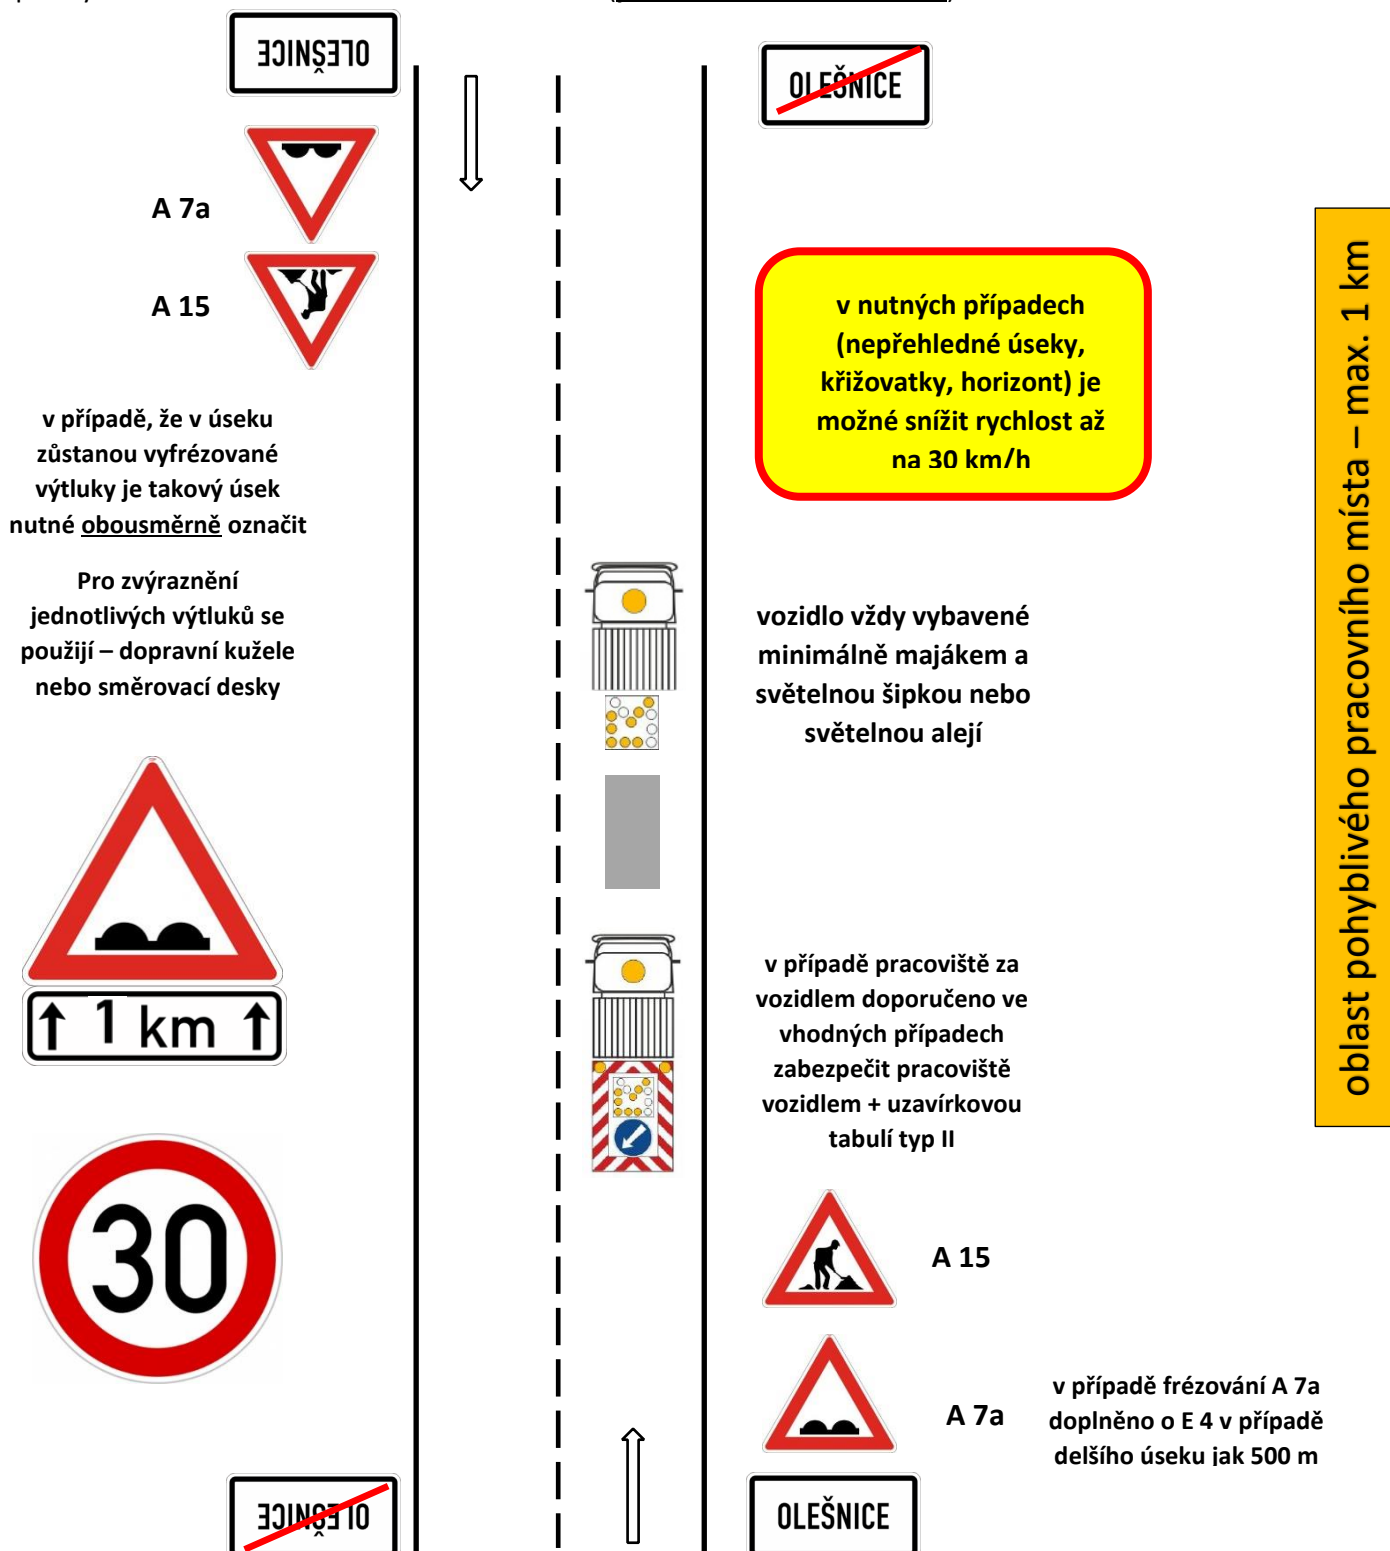 OLEŠNICE
OLEŠNICE
A 7a
A 15
v nutných případech
(nepřehledné úseky,
křižovatky, horizont) je
možné snížit rychlost až
na 30 km/h
oblast pohyblivého pracovního místa – max. 1 km
v případě, že v úseku
zůstanou vyfrézované
výtluky je takový úsek
nutné obousměrně označit
Pro zvýraznění
jednotlivých výtluků se
použijí – dopravní kužele
nebo směrovací desky
vozidlo vždy vybavené
minimálně majákem a
světelnou šipkou nebo
světelnou alejí
1 km
v případě pracoviště za
vozidlem doporučeno ve
vhodných případech
zabezpečit pracoviště
vozidlem + uzavírkovou
tabulí typ II
30
A 15
A 7a
v případě frézování A 7a
doplněno o E 4 v případě
delšího úseku jak 500 m
OLEŠNICE
OLEŠNICE